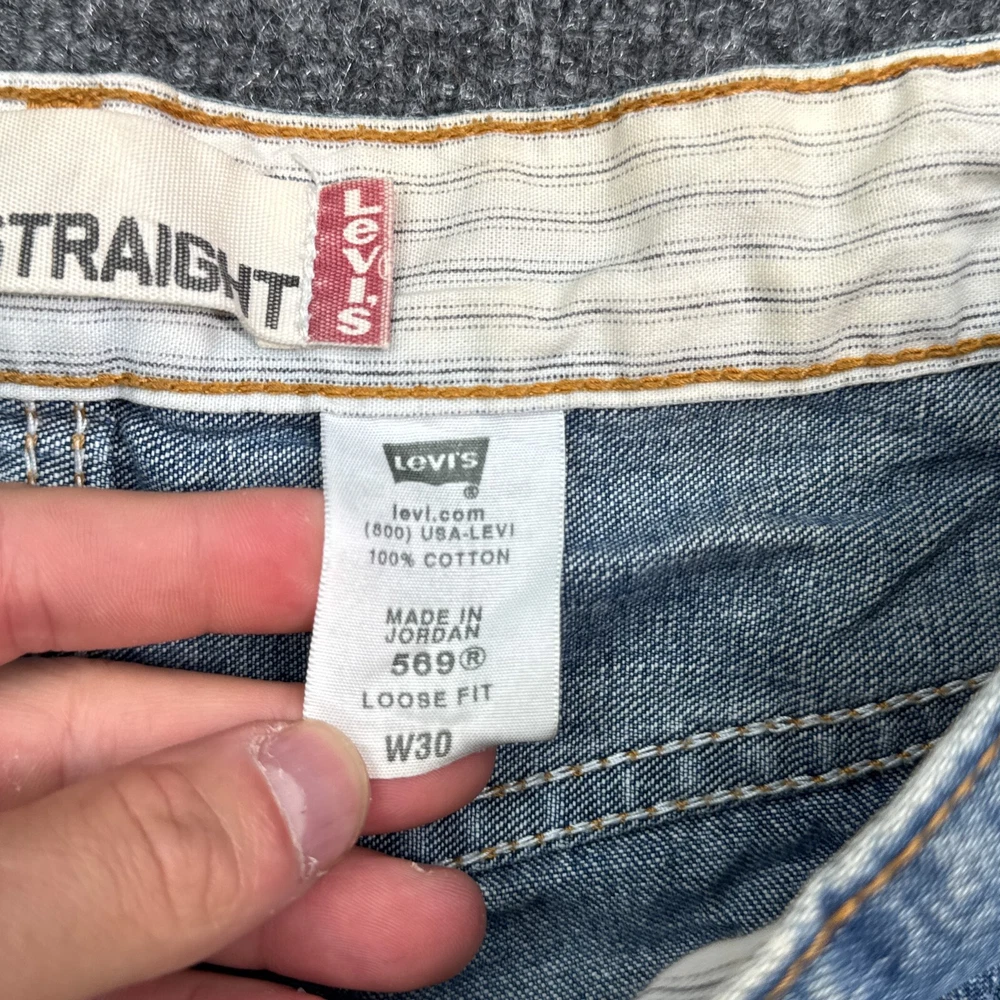 STRAIGHT
Levi's
LEVI'S
®
levi.com
(800) USA-LEVI
100% COTTON
MADE IN
JORDAN
569®
LOOSE FIT
W30